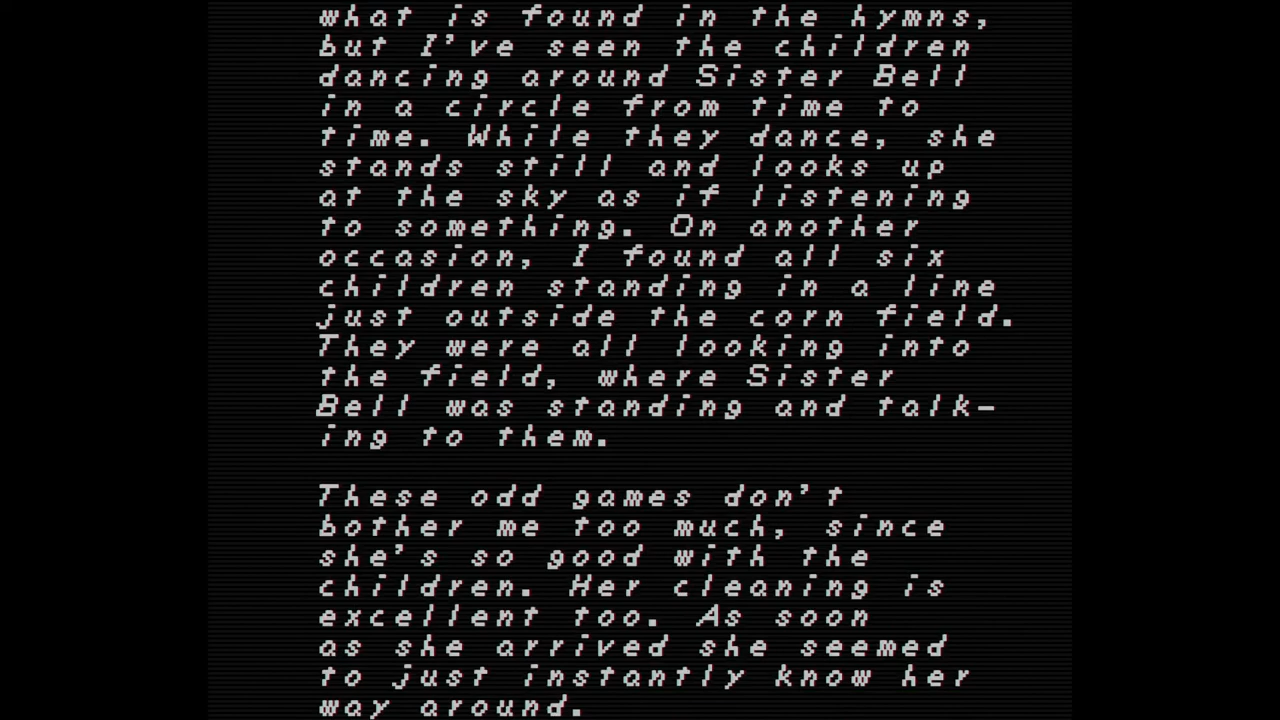 what is found in the hymns,
but I've seen the children
dancing around Sister Bell
in a circle from time to
time. While they dance, she
stands still and looks up
at the sky as if listening
to something. On another
occasion, I found all six
children standing in a line
just outside the corn field.
They were all looking into
the field, where Sister
Bell was standing and talk-
ing to them.
These odd games don't
bother me too much, since
she's so good with the
children. Her cleaning is
excellent too. As soon
as she arrived she seemed
to just instantly know her
way around.